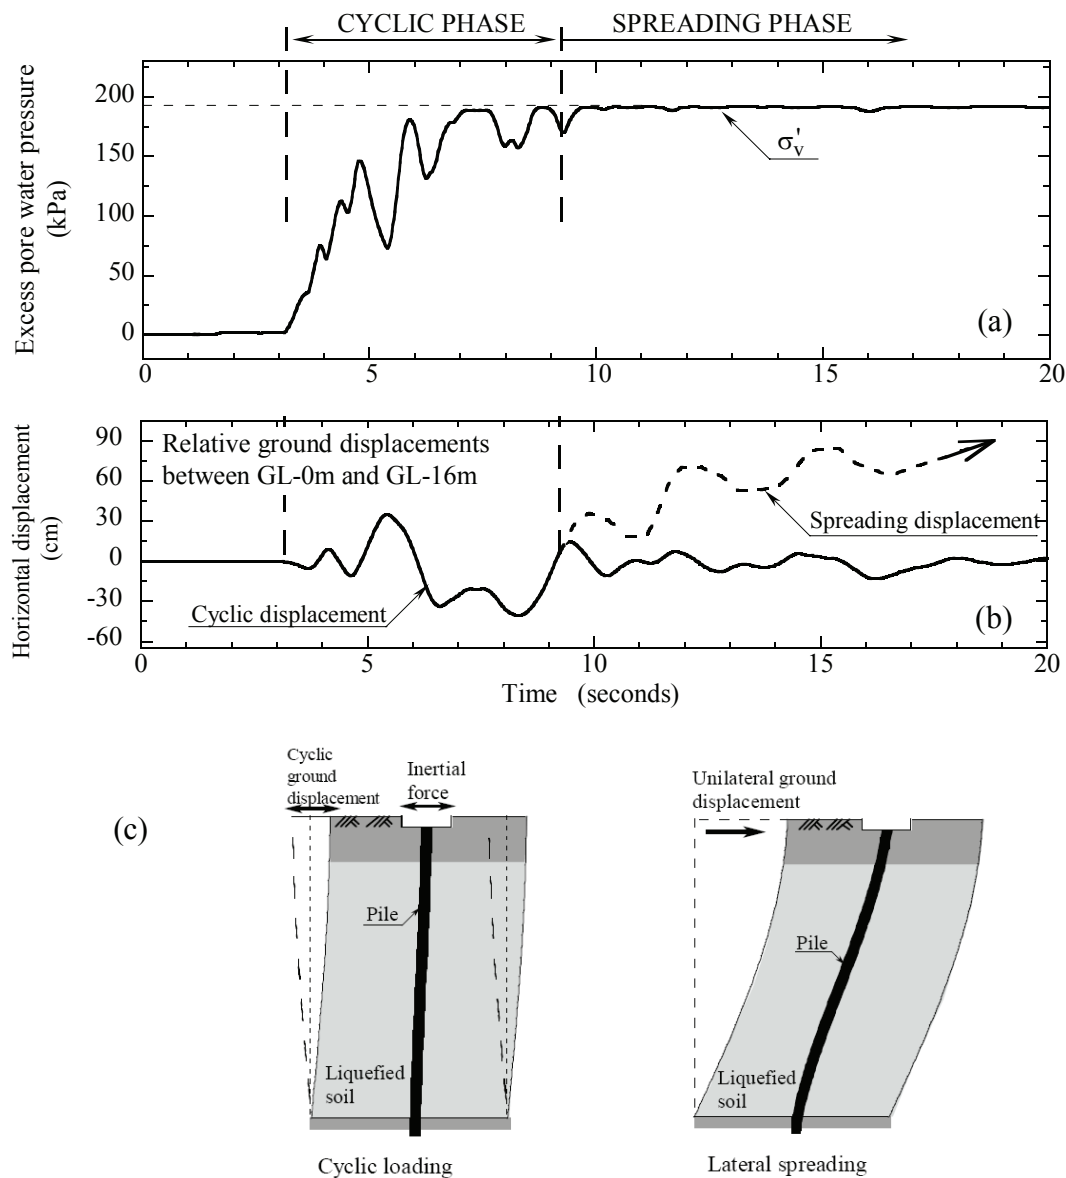 CYCLIC PHASE
SPREADING PHASE
Excess pore water pressure
(kPa)
200
150
100
50
0
σv'
(a)
0
5
10
15
20
Horizontal displacement
(cm)
90
60
30
0
-30
-60
Relative ground displacements
between GL-0m and GL-16m
Spreading displacement
Cyclic displacement
(b)
0
5
10
15
20
Time (seconds)
(c)
Cyclic
ground
displacement
Inertial
force
Pile
Liquefied
soil
Cyclic loading
Unilateral ground
displacement
Pile
Liquefied
soil
Lateral spreading